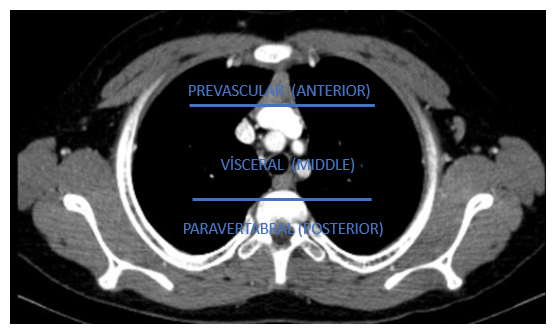 PREVASCULAR (ANTERIOR)
VİSCERAL (MIDDLE)
PARAVERTABRAL (POSTERIOR)